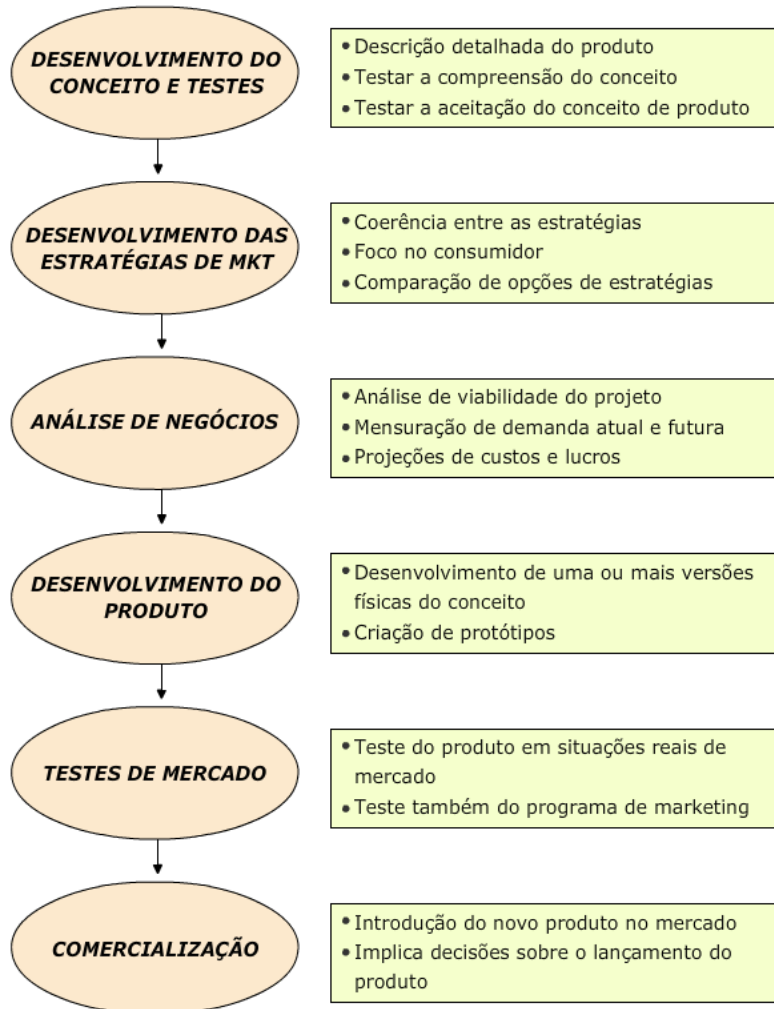 DESENVOLVIMENTO DO
CONCEITO E TESTES
• Descrição detalhada do produto
• Testar a compreensão do conceito
• Testar a aceitação do conceito de produto
DESENVOLVIMENTO DAS
ESTRATÉGIAS DE MKT
• Coerência entre as estratégias
• Foco no consumidor
• Comparação de opções de estratégias
ANÁLISE DE NEGÓCIOS
• Análise de viabilidade do projeto
• Mensuração de demanda atual e futura
• Projeções de custos e lucros
DESENVOLVIMENTO DO
PRODUTO
• Desenvolvimento de uma ou mais versões
físicas do conceito
• Criação de protótipos
TESTES DE MERCADO
• Teste do produto em situações reais de
mercado
• Teste também do programa de marketing
COMERCIALIZAÇÃO
• Introdução do novo produto no mercado
• Implica decisões sobre o lançamento do
produto